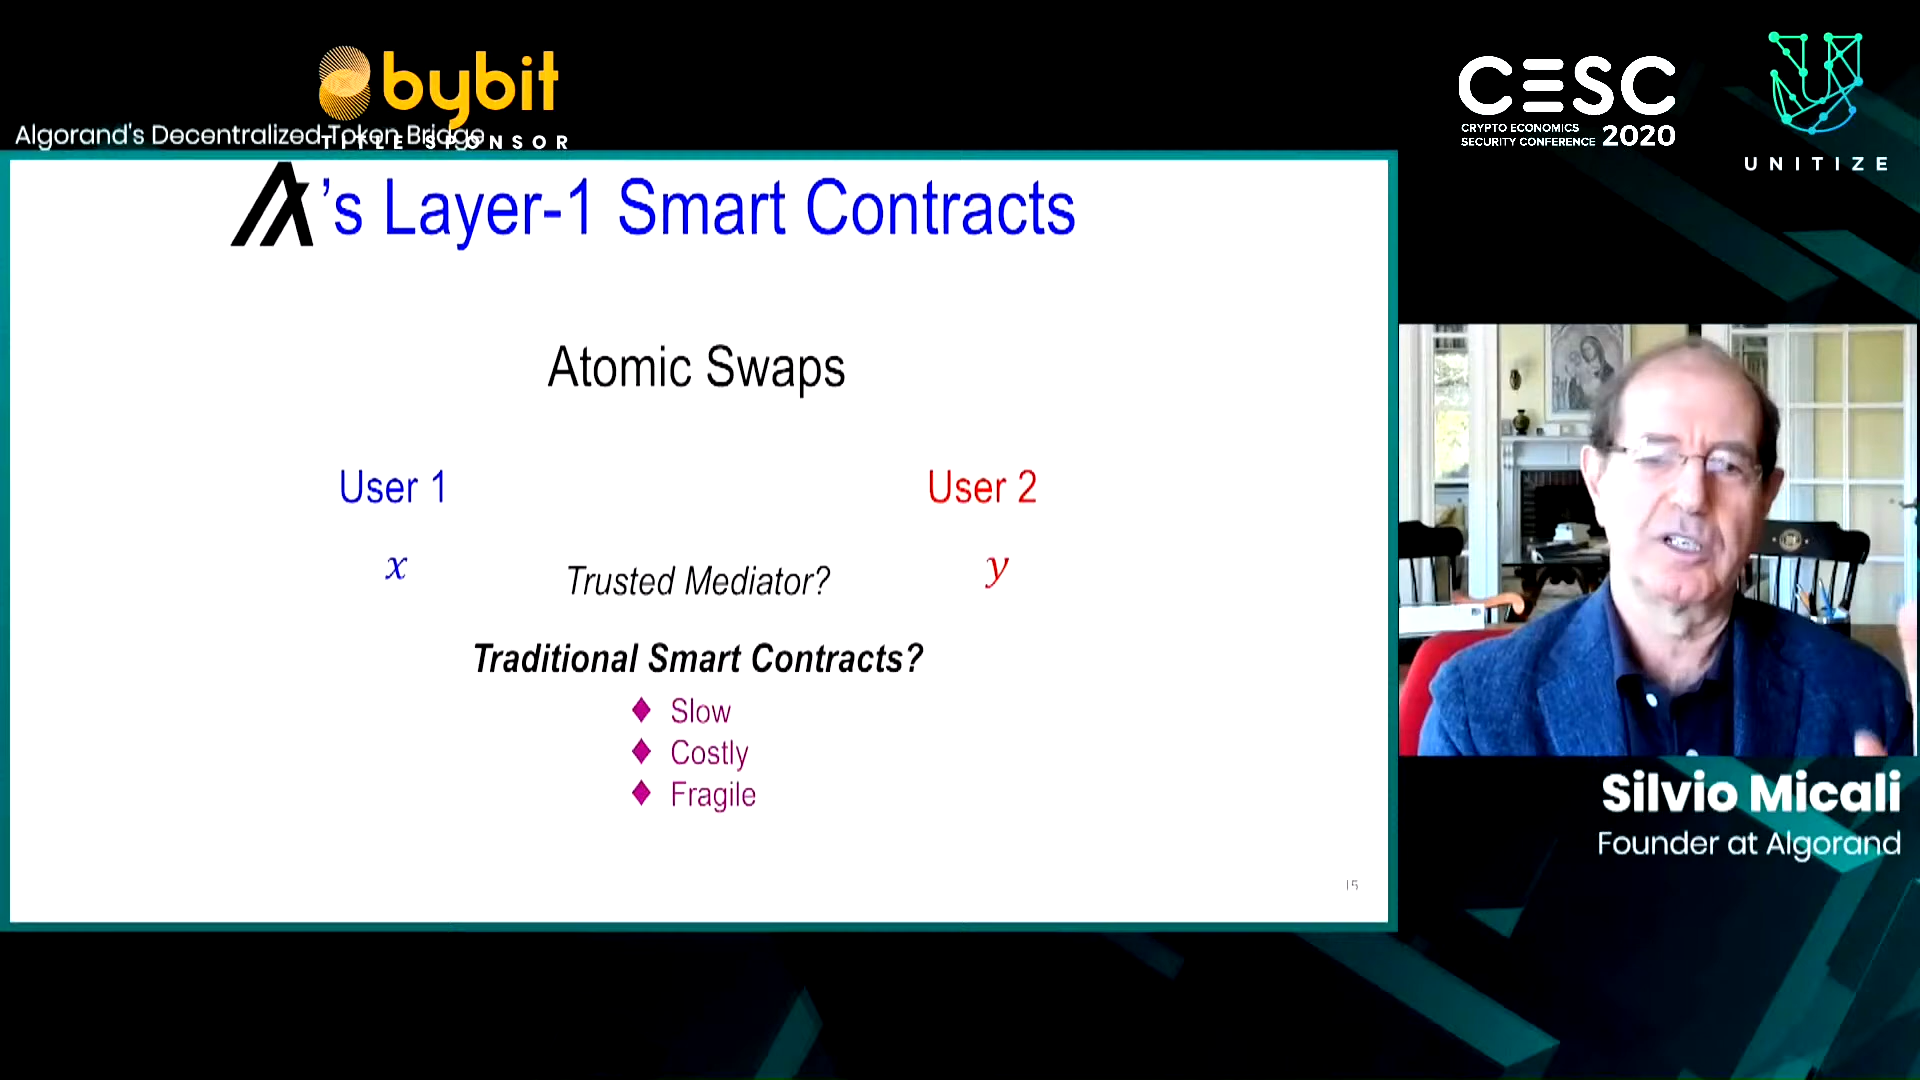 bybit
TITLE SPONSOR
Algorand's Decentralized Token Bridge
CESC
CRYPTO ECONOMICS
SECURITY CONFERENCE 2020
UNITIZE
's Layer-1 Smart Contracts
Atomic Swaps
User 1
User 2
x
y
Trusted Mediator?
Traditional Smart Contracts?
♦ Slow
♦ Costly
♦ Fragile
15
Silvio Micali
Founder at Algorand